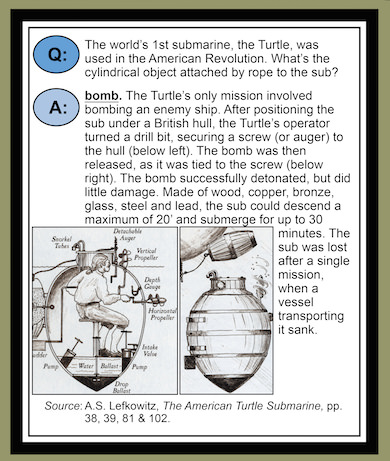 Q:
The world's 1st submarine, the Turtle, was
used in the American Revolution. What's the
cylindrical object attached by rope to the sub?
A:
bomb. The Turtle's only mission involved
bombing an enemy ship. After positioning the
sub under a British hull, the Turtle's operator
turned a drill bit, securing a screw (or auger) to
the hull (below left). The bomb was then
released, as it was tied to the screw (below
right). The bomb successfully detonated, but did
little damage. Made of wood, copper, bronze,
glass, steel and lead, the sub could descend a
maximum of 20' and submerge for up to 30
minutes. The
sub was lost
after a single
mission,
when a
vessel
transporting
it sank.
Snorkel
Tubes
Detachable
Auger
Vertical
Propeller
Depth
Gauge
Horizontal
Propeller
Intake
Valve
Rudder
Pump
Water
Ballast
Pump
Drop
Ballast
Source: A.S. Lefkowitz, The American Turtle Submarine, pp.
38, 39, 81 & 102.